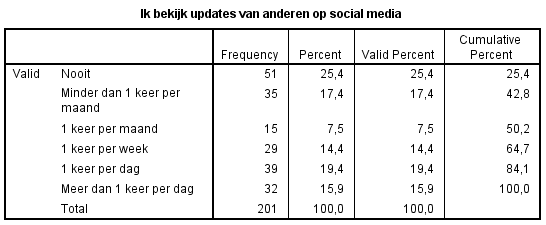 Ik bekijk updates van anderen op social media
Frequency Percent Valid Percent Cumulative Percent
Valid Nooit 51 25,4 25,4 25,4
Minder dan 1 keer per maand 35 17,4 17,4 42,8
1 keer per maand 15 7,5 7,5 50,2
1 keer per week 29 14,4 14,4 64,7
1 keer per dag 39 19,4 19,4 84,1
Meer dan 1 keer per dag 32 15,9 15,9 100,0
Total 201 100,0 100,0